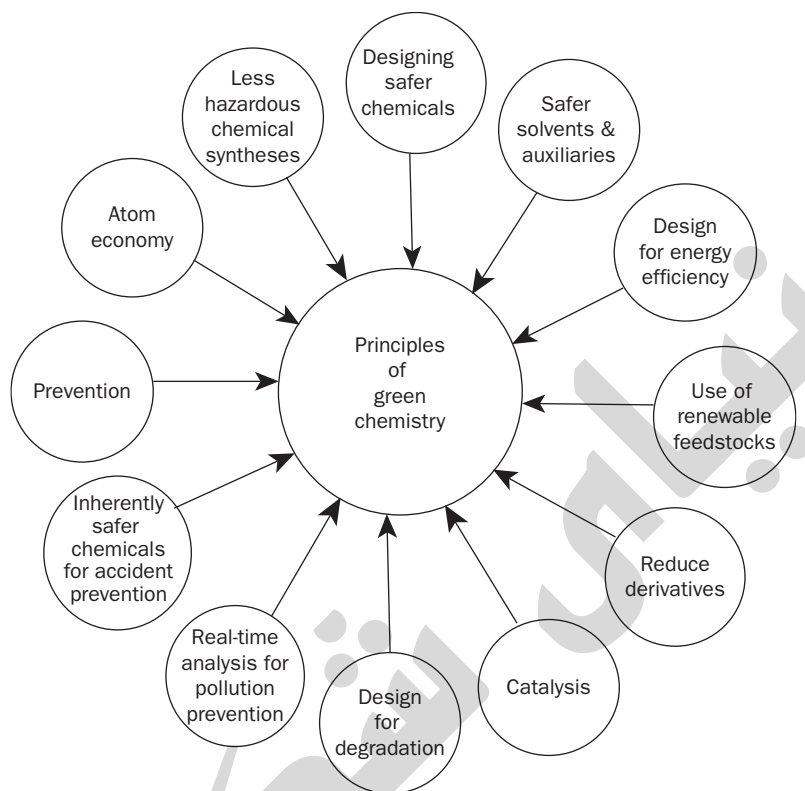 Designing
safer
chemicals
Safer
solvents &
auxiliaries
Design
for energy
efficiency
Use of
renewable
feedstocks
Reduce
derivatives
Catalysis
Design
for
degradation
Real-time
analysis for
pollution
prevention
Inherently
safer
chemicals
for accident
prevention
Prevention
Atom
economy
Less
hazardous
chemical
syntheses
Principles
of
green
chemistry